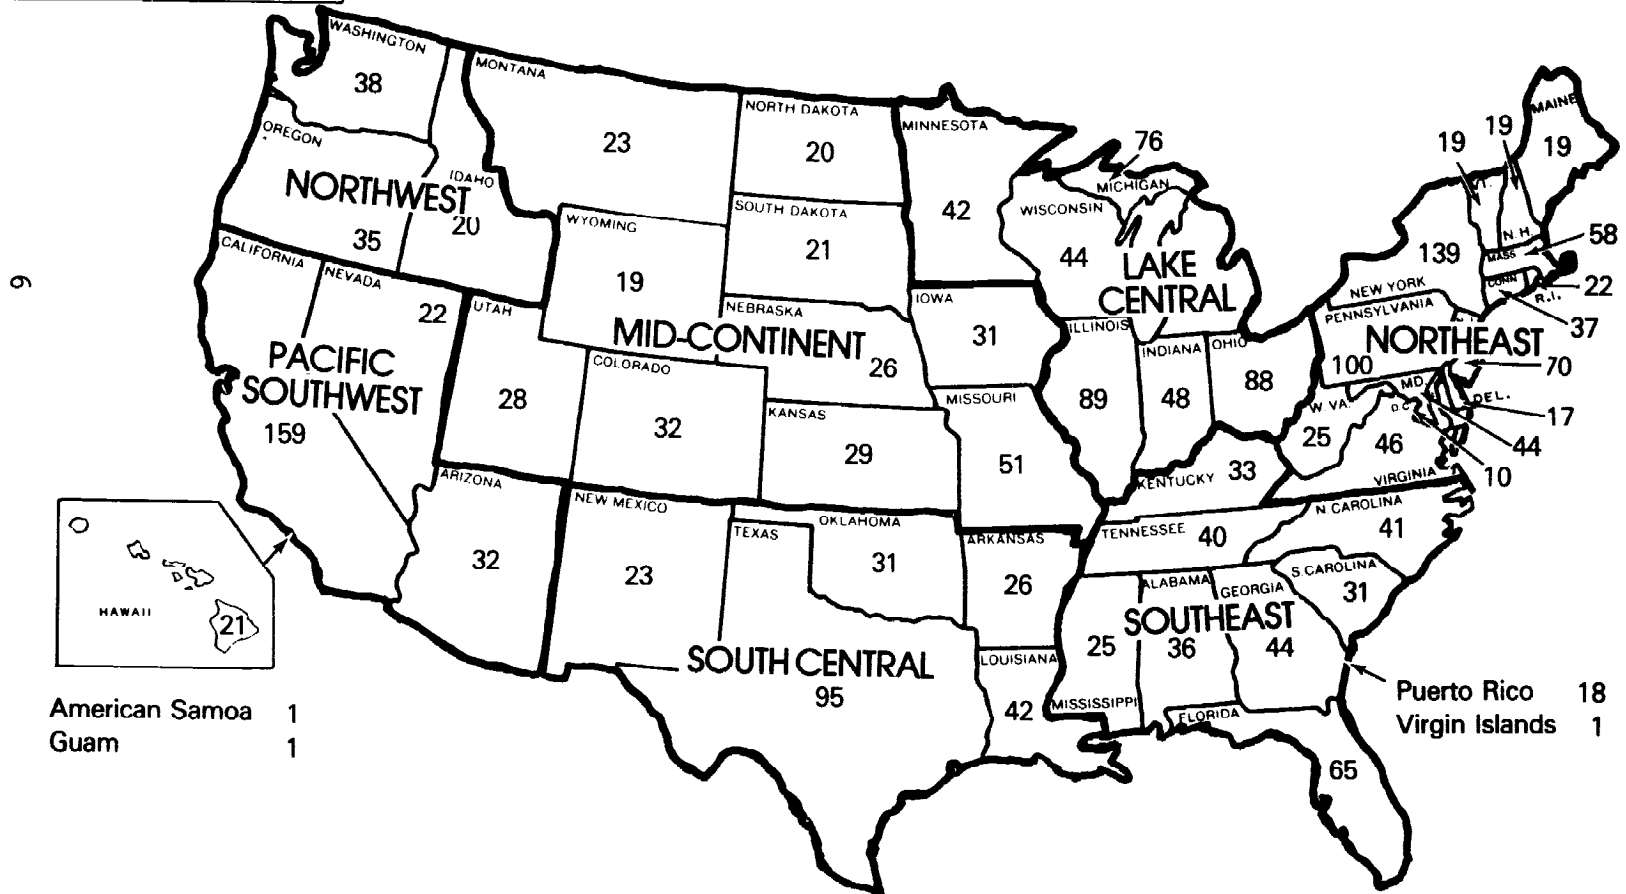 WASHINGTON
38
MONTANA
23
NORTH DAKOTA
20
MINNESOTA
42
76
MICHIGAN
19
19
MAINE
19
OREGON
NORTHWEST
35
IDAHO
20
WYOMING
19
SOUTH DAKOTA
21
WISCONSIN
44
LAKE
CENTRAL
VT.
N.H.
MASS
58
139
NEW YORK
CONN
R.I.
22
37
CALIFORNIA
NEVADA
22
UTAH
28
NEBRASKA
MID-CONTINENT
26
IOWA
31
ILLINOIS
89
INDIANA
48
OHIO
88
PENNSYLVANIA
N.J.
NORTHEAST
100
70
PACIFIC
SOUTHWEST
159
COLORADO
32
KANSAS
29
MISSOURI
51
W. VA.
25
MD.
D.C.
DEL.
17
44
10
46
VIRGINIA
KENTUCKY
33
ARIZONA
32
NEW MEXICO
23
TEXAS
OKLAHOMA
31
ARKANSAS
26
TENNESSEE
40
N CAROLINA
41
S.CAROLINA
31
ALABAMA
GEORGIA
SOUTHEAST
25
36
44
MISSISSIPPI
SOUTH CENTRAL
95
LOUISIANA
42
FLORIDA
65
HAWAII
21
American Samoa 1
Guam 1
Puerto Rico 18
Virgin Islands 1
6